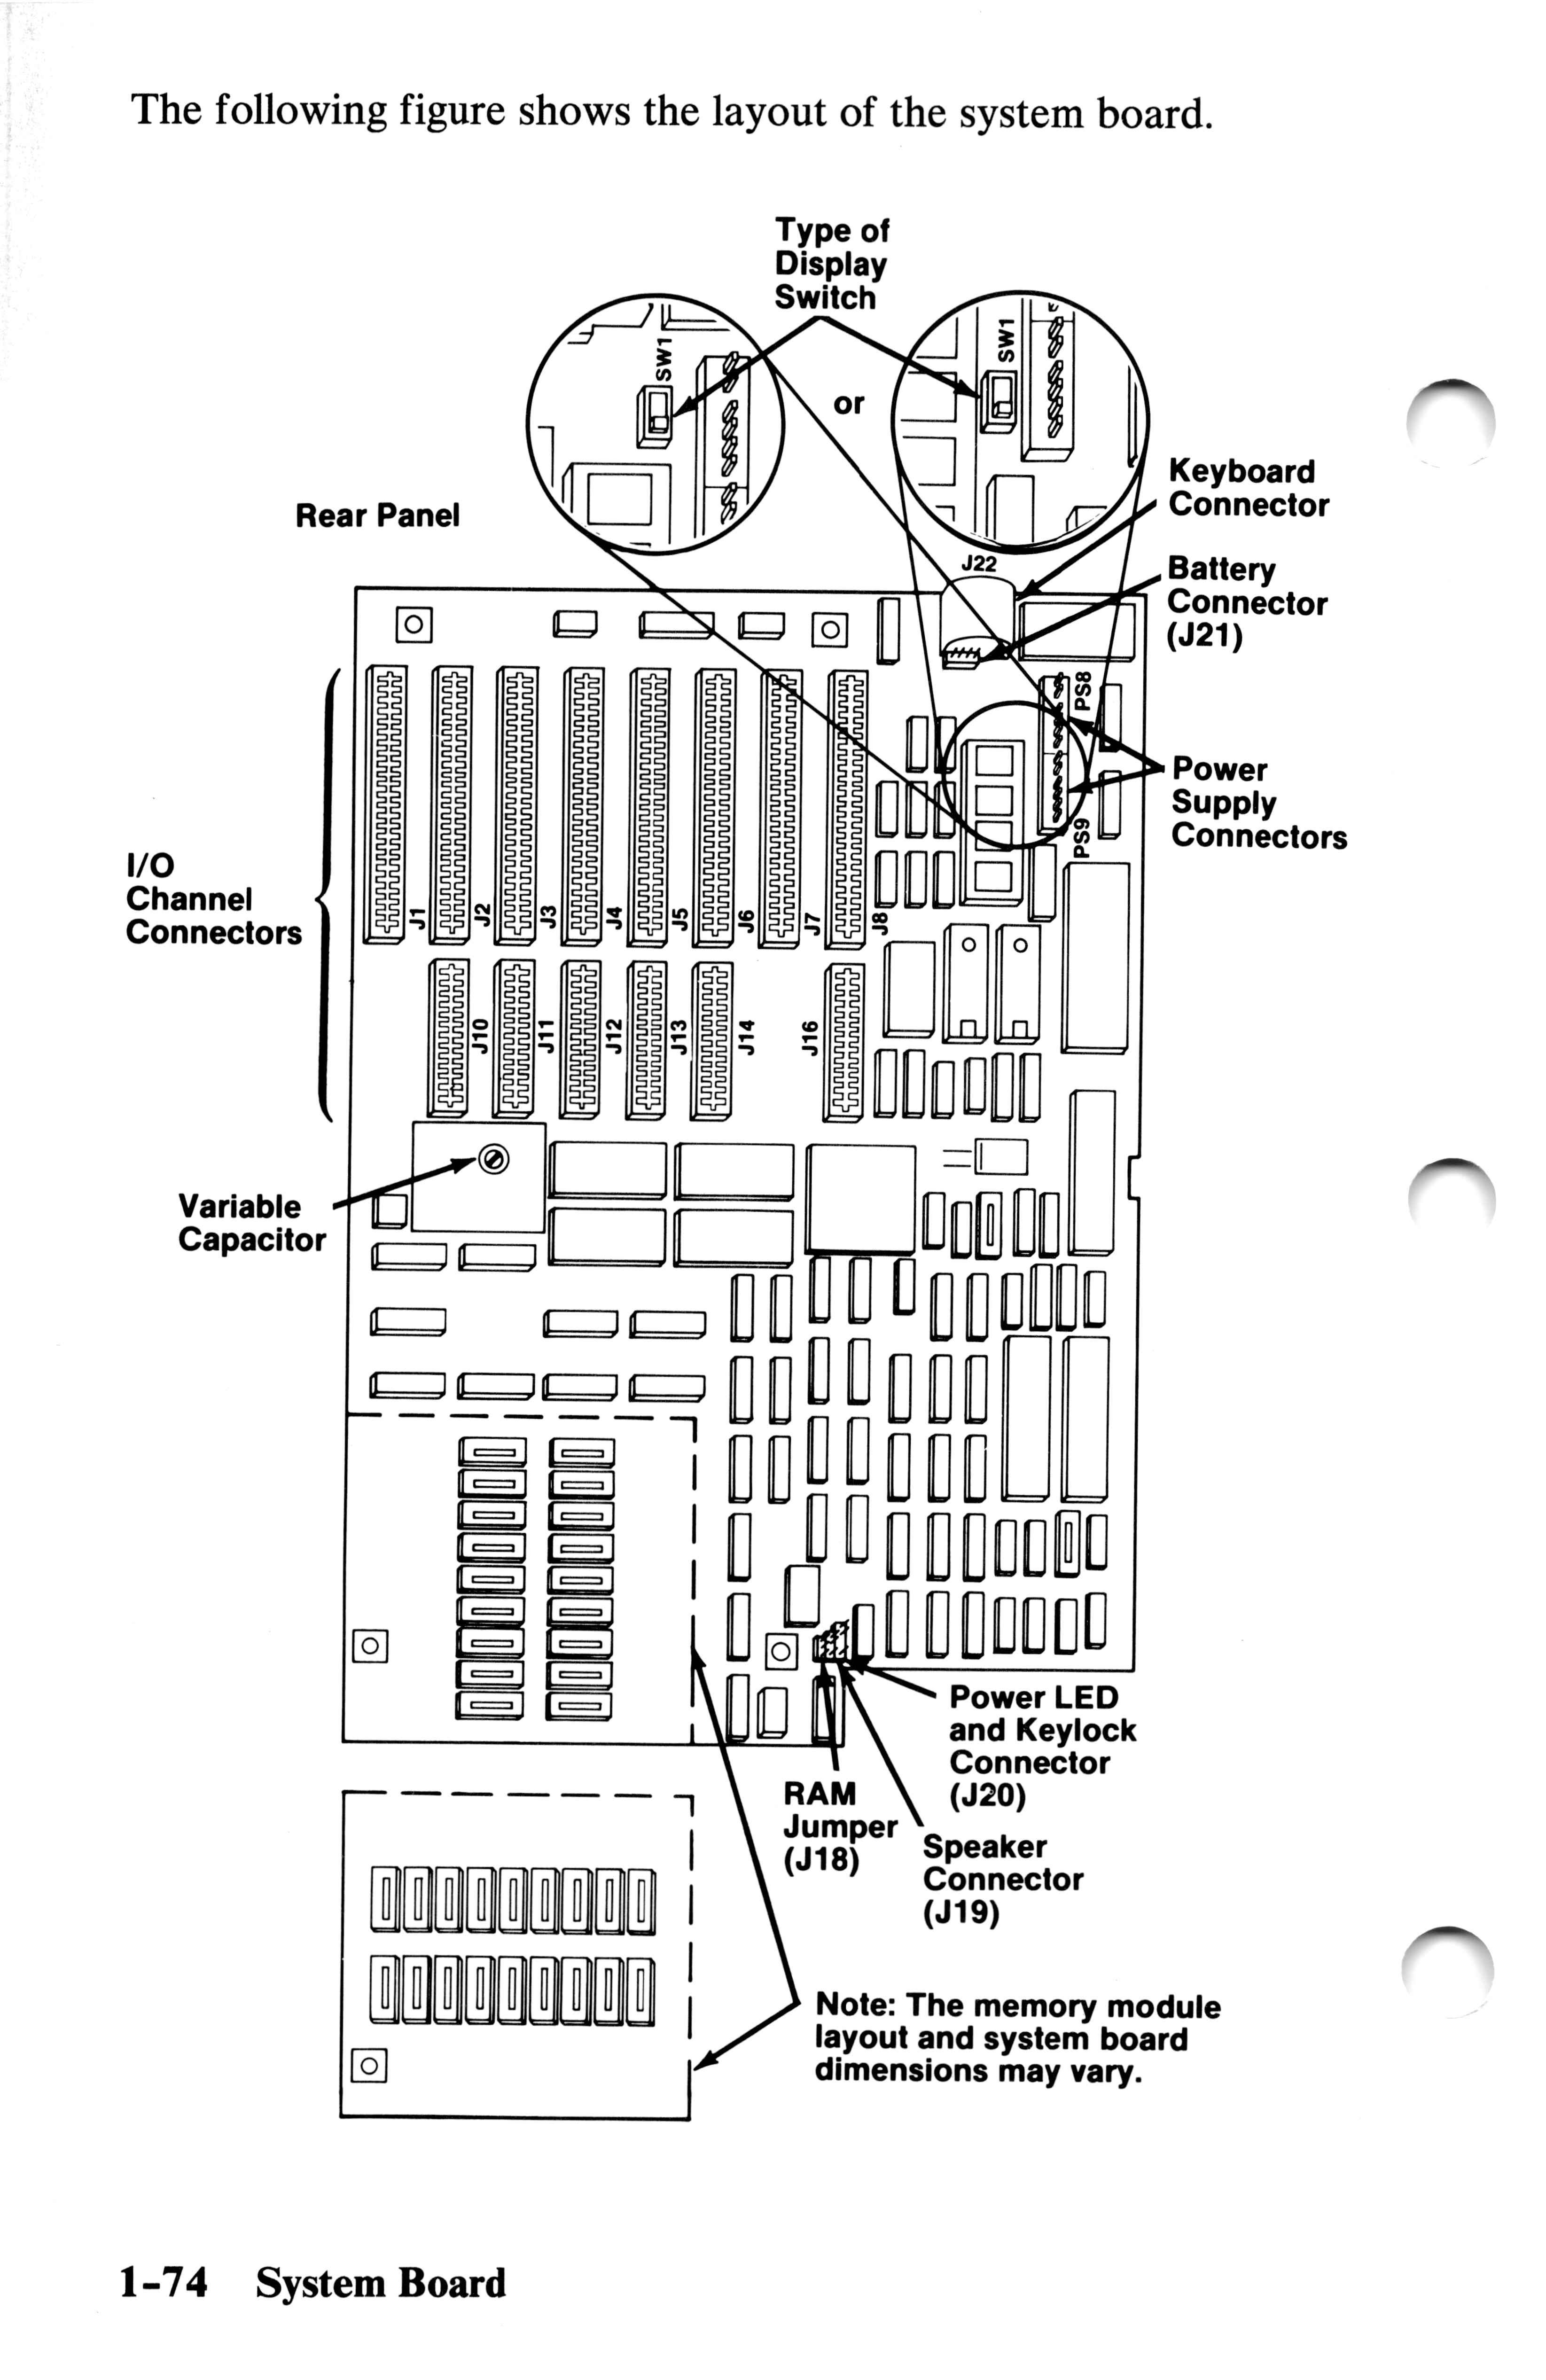 The following figure shows the layout of the system board.
Type of
Display
Switch
SW1
SW1
or
Keyboard
Connector
Rear Panel
J22
Battery
Connector
(J21)
PS8
Power
Supply
Connectors
PS9
I/O
Channel
Connectors
J1
J2
J3
J4
J5
J6
J7
J8
J10
J11
J12
J13
J14
J16
Variable
Capacitor
Power LED
and Keylock
Connector
(J20)
RAM
Jumper
(J18)
Speaker
Connector
(J19)
Note: The memory module
layout and system board
dimensions may vary.
1-74 System Board